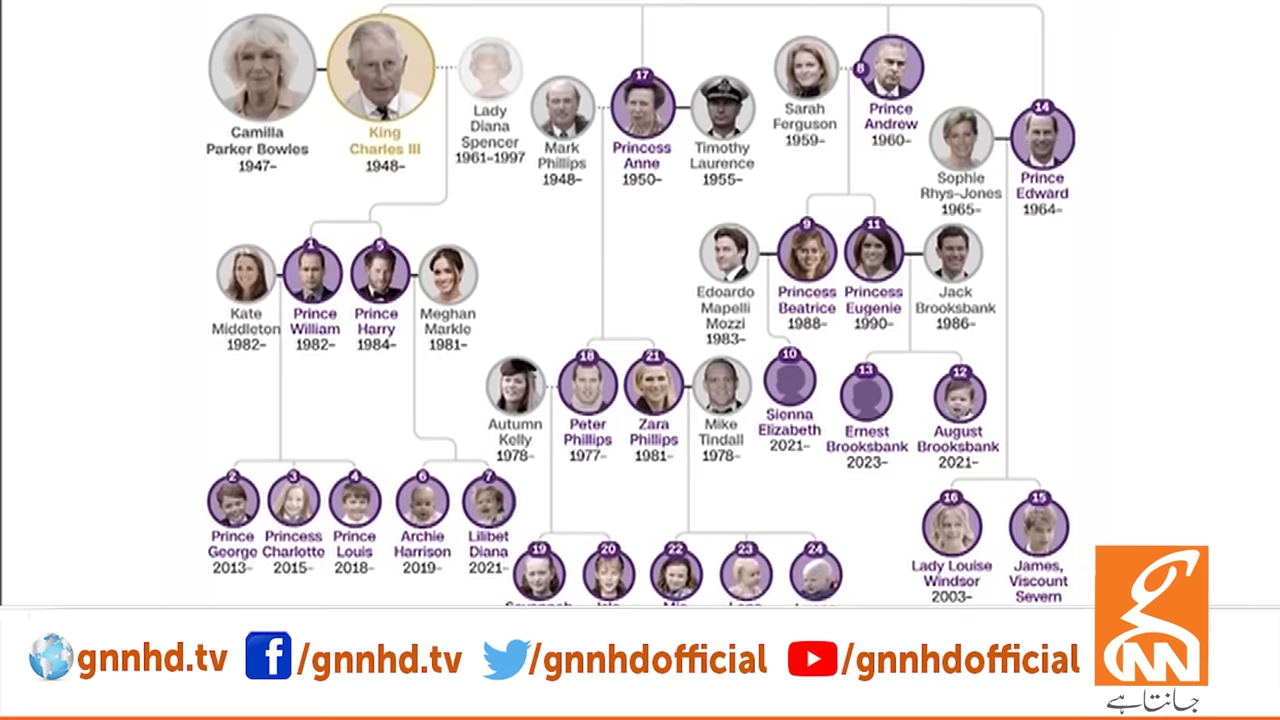 Camilla
Parker Bowles
1947–
King
Charles III
1948–
Lady
Diana
Spencer
1961–1997
Mark
Phillips
1948–
17
Princess
Anne
1950–
Timothy
Laurence
1955–
Sarah
Ferguson
1959–
8
Prince
Andrew
1960–
Sophie
Rhys-Jones
1965–
14
Prince
Edward
1964–
Kate
Middleton
1982–
1
Prince
William
1982–
5
Prince
Harry
1984–
Meghan
Markle
1981–
Edoardo
Mapelli
Mozzi
1983–
9
Princess
Beatrice
1988–
11
Princess
Eugenie
1990–
Jack
Brooksbank
1986–
Autumn
Kelly
1978–
18
Peter
Phillips
1977–
21
Zara
Phillips
1981–
Mike
Tindall
1978–
10
Sienna
Elizabeth
2021–
13
Ernest
Brooksbank
2023–
12
August
Brooksbank
2021–
2
Prince
George
2013–
3
Princess
Charlotte
2015–
4
Prince
Louis
2018–
6
Archie
Harrison
2019–
7
Lilibet
Diana
2021–
19
20
22
23
24
16
Lady Louise
Windsor
2003–
15
James,
Viscount
Severn
gnnhd.tv
/gnnhd.tv
/gnnhdofficial
/gnnhdofficial
GNN
جانتا ہے